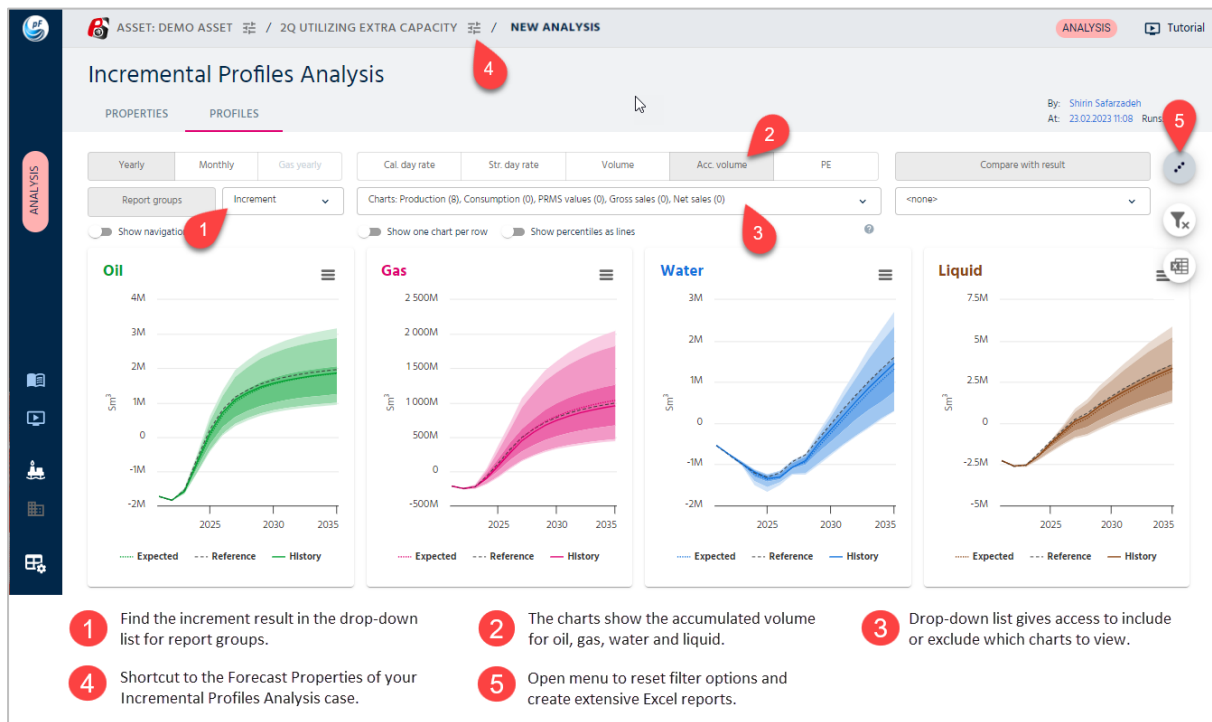 pF
ASSET: DEMO ASSET / 2Q UTILIZING EXTRA CAPACITY / NEW ANALYSIS
ANALYSIS
Tutorial
4
Incremental Profiles Analysis
PROPERTIES
PROFILES
By: Shirin Safarzadeh
At: 23.02.2023 11:08 Runs
5
2
ANALYSIS
Yearly
Monthly
Gas yearly
Cal. day rate
Str. day rate
Volume
Acc. volume
PE
Compare with result
Report groups
Increment
Charts: Production (8), Consumption (0), PRMS values (0), Gross sales (0), Net sales (0)
<none>
1
3
Show navigatio
Show one chart per row
Show percentiles as lines
Oil
4M
3M
2M
1M
0
-1M
-2M
Sm³
2025
2030
2035
Expected
Reference
History
Gas
2 500M
2 000M
1 500M
1 000M
500M
0
-500M
Sm³
2025
2030
2035
Expected
Reference
History
Water
3M
2M
1M
0
-1M
-2M
Sm³
2025
2030
2035
Expected
Reference
History
Liquid
7.5M
5M
2.5M
0
-2.5M
-5M
Sm³
2025
2030
2035
Expected
Reference
History
1
Find the increment result in the drop-down
list for report groups.
2
The charts show the accumulated volume
for oil, gas, water and liquid.
3
Drop-down list gives access to include
or exclude which charts to view.
4
Shortcut to the Forecast Properties of your
Incremental Profiles Analysis case.
5
Open menu to reset filter options and
create extensive Excel reports.